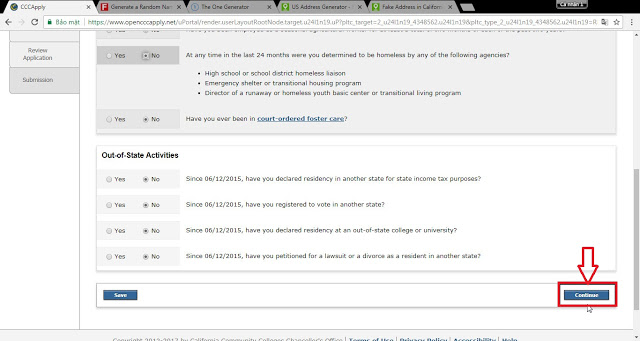 CCCApply
Generate a Random Na
The One Generator
US Address Generator -
Fake Address in Californi
Cá nhân 1
Bảo mật
https://www.opencccapply.net/uPortal/render.userLayoutRootNode.target.u24l1n19.uP?pltc_target=2_u24l1n19_4348562.u24l1n19&pltc_type_2_u24l1n19_4348562.u24l1n19=R
Review
Application
Submission
Yes No At any time in the last 24 months were you determined to be homeless by any of the following agencies?
• High school or school district homeless liaison
• Emergency shelter or transitional housing program
• Director of a runaway or homeless youth basic center or transitional living program
Yes No Have you ever been in court-ordered foster care?
Out-of-State Activities
Yes No Since 06/12/2015, have you declared residency in another state for state income tax purposes?
Yes No Since 06/12/2015, have you registered to vote in another state?
Yes No Since 06/12/2015, have you declared residency at an out-of-state college or university?
Yes No Since 06/12/2015, have you petitioned for a lawsuit or a divorce as a resident in another state?
Save Continue
Copyright 2012-2017 by California Community Colleges Chancellor's Office | Terms of Use | Privacy Policy | Accessibility | Help